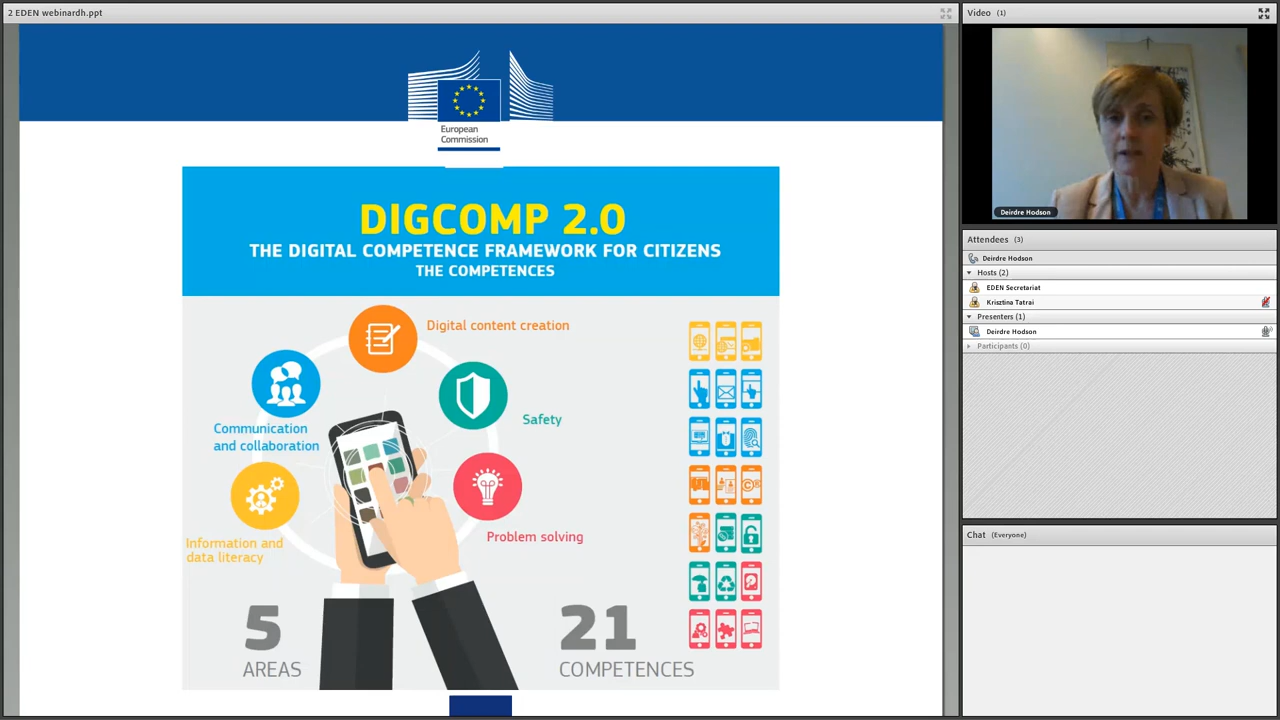 2 EDEN webinardh.ppt
European
Commission
DIGCOMP 2.0
THE DIGITAL COMPETENCE FRAMEWORK FOR CITIZENS
THE COMPETENCES
Digital content creation
Communication
and collaboration
Safety
Information and
data literacy
Problem solving
5
AREAS
21
COMPETENCES
Video (1)
Deirdre Hodson
Attendees (3)
Deirdre Hodson
Hosts (2)
EDEN Secretariat
Krisztina Tatrai
Presenters (1)
Deirdre Hodson
Participants (0)
Chat (Everyone)